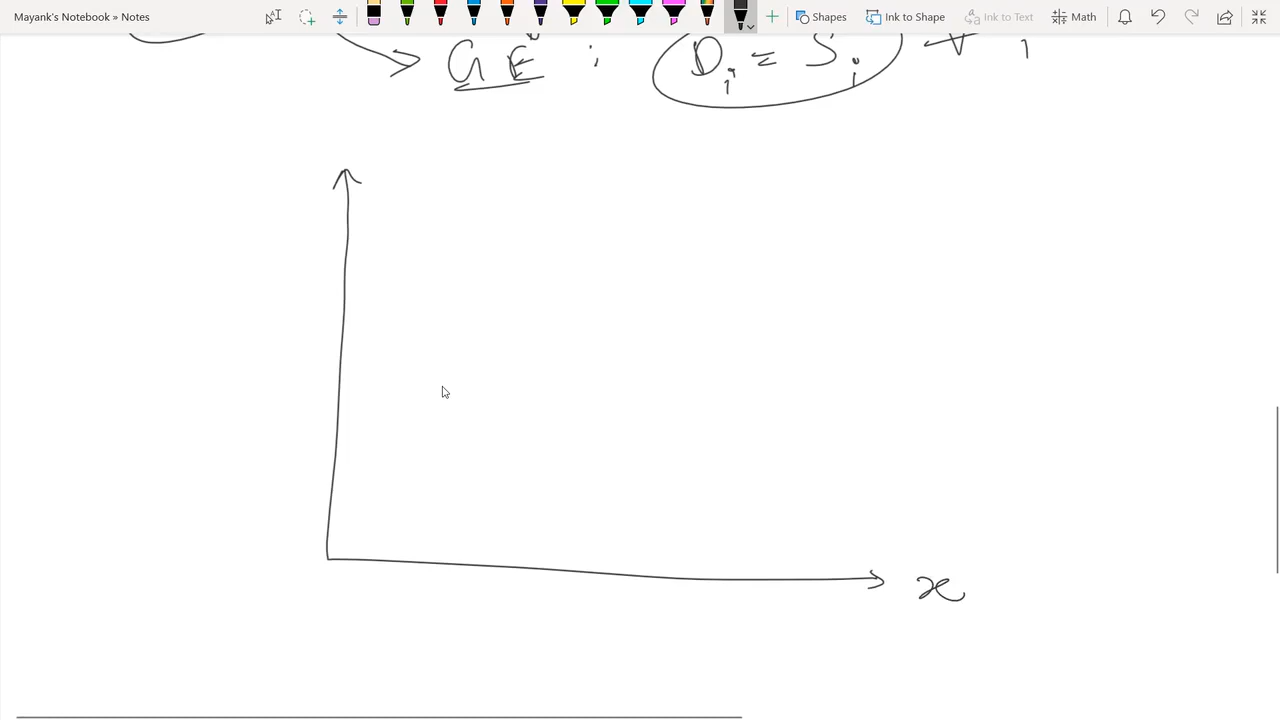 Mayank's Notebook » Notes
Shapes
Ink to Shape
Ink to Text
Math
GE : Dᵢ = Sᵢ ∀ i
x